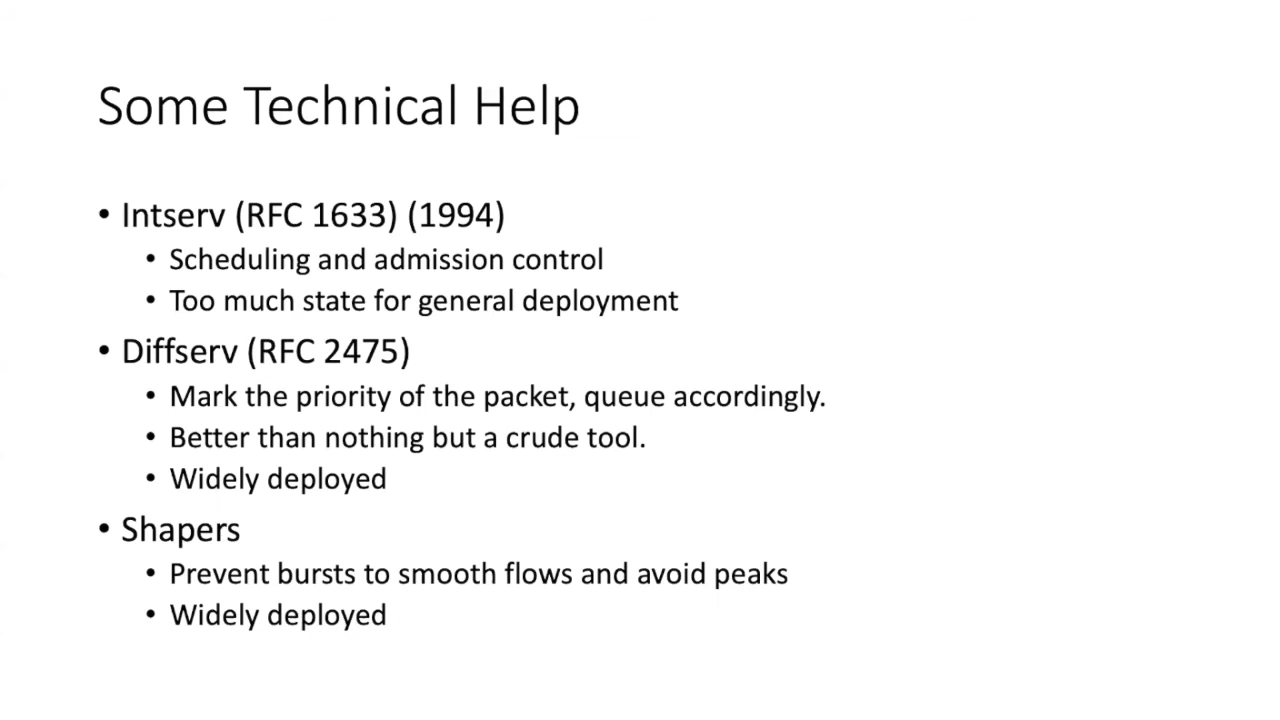 Some Technical Help
• Intserv (RFC 1633) (1994)
• Scheduling and admission control
• Too much state for general deployment
• Diffserv (RFC 2475)
• Mark the priority of the packet, queue accordingly.
• Better than nothing but a crude tool.
• Widely deployed
• Shapers
• Prevent bursts to smooth flows and avoid peaks
• Widely deployed